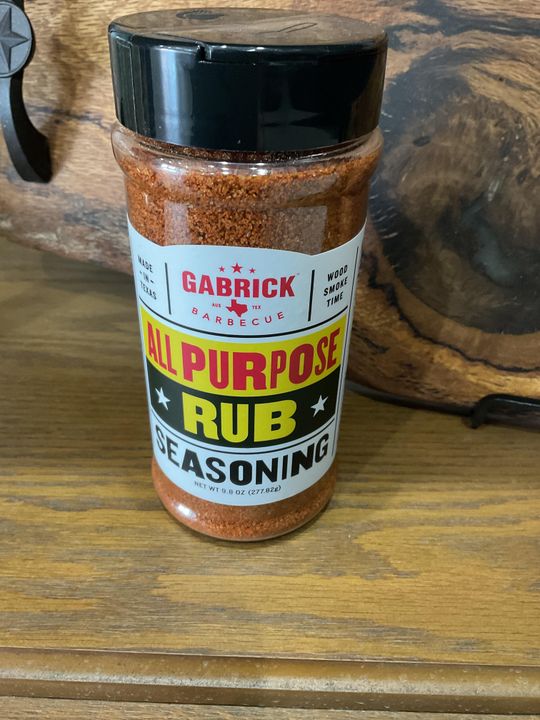 MADE
- IN -
TEXAS
GABRICK™
AUS TEX
BARBECUE
WOOD
SMOKE
TIME
ALL PURPOSE
RUB
SEASONING
NET WT 9.8 OZ (277.82g)